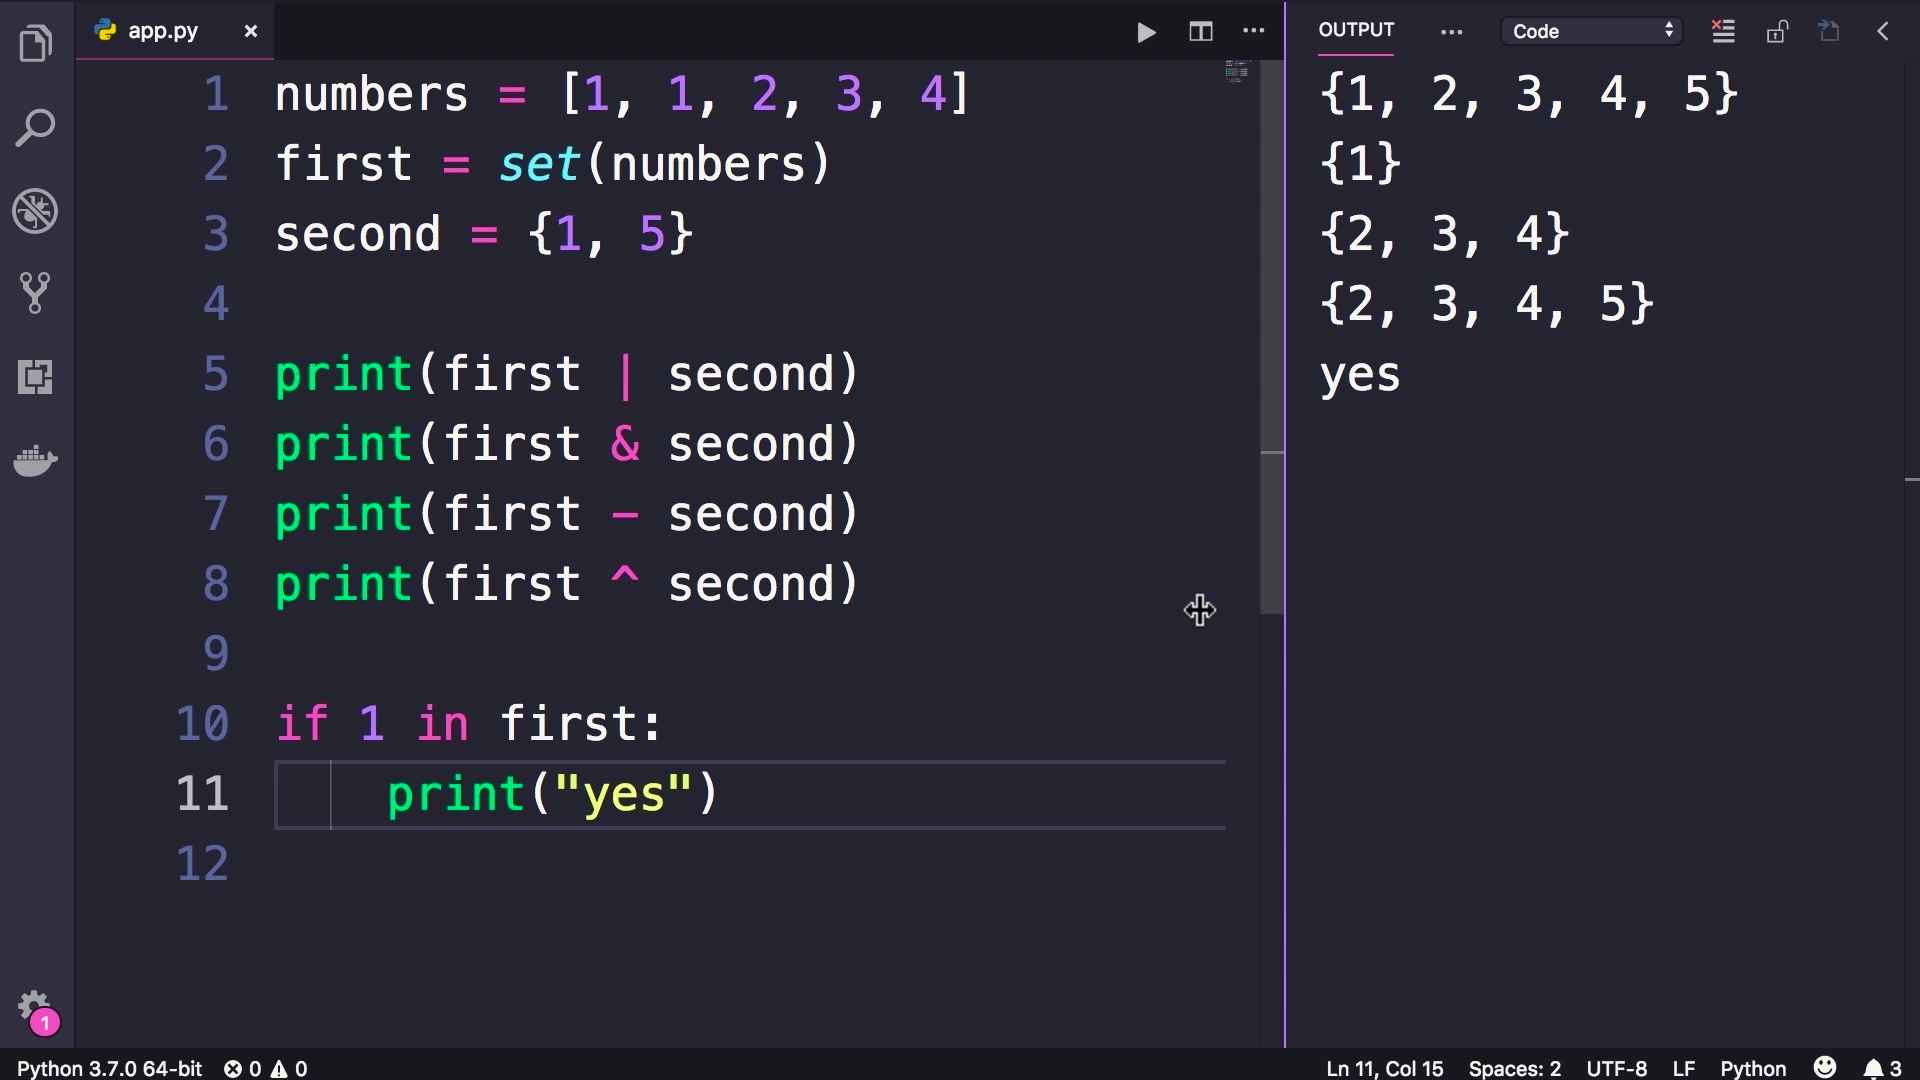 app.py ×
OUTPUT
Code
1 numbers = [1, 1, 2, 3, 4]
2 first = set(numbers)
3 second = {1, 5}
4
5 print(first | second)
6 print(first & second)
7 print(first - second)
8 print(first ^ second)
9
10 if 1 in first:
11 print("yes")
12
{1, 2, 3, 4, 5}
{1}
{2, 3, 4}
{2, 3, 4, 5}
yes
1
Python 3.7.0 64-bit 0 0
Ln 11, Col 15 Spaces: 2 UTF-8 LF Python 3